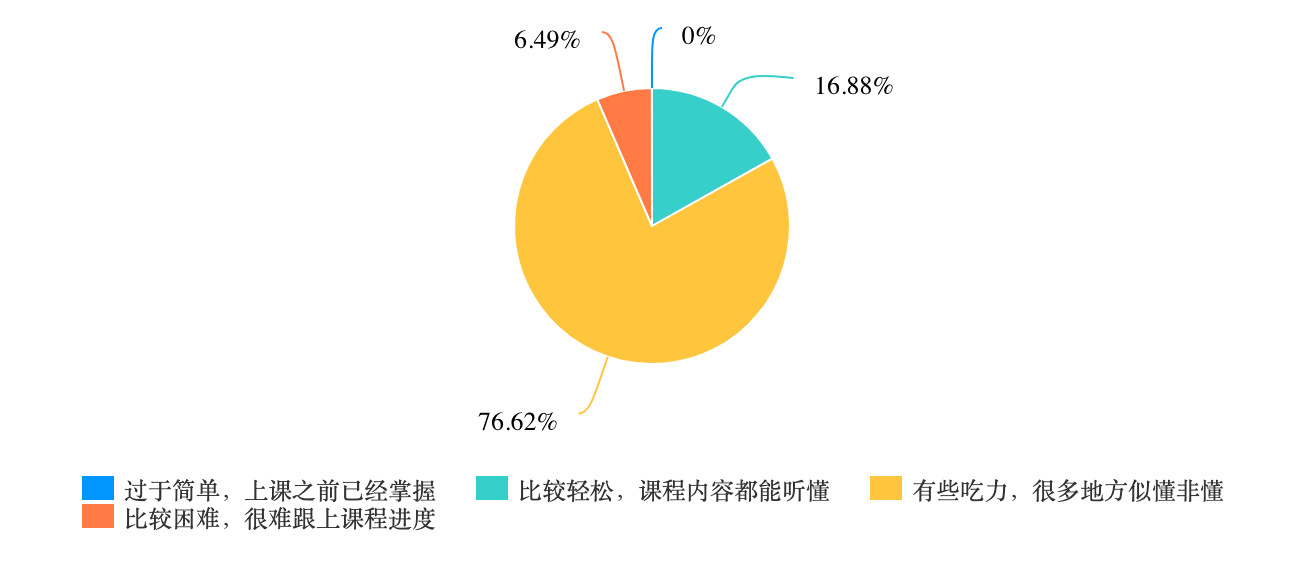 6.49%
0%
16.88%
76.62%
过于简单，上课之前已经掌握
比较轻松，课程内容都能听懂
有些吃力，很多地方似懂非懂
比较困难，很难跟上课程进度